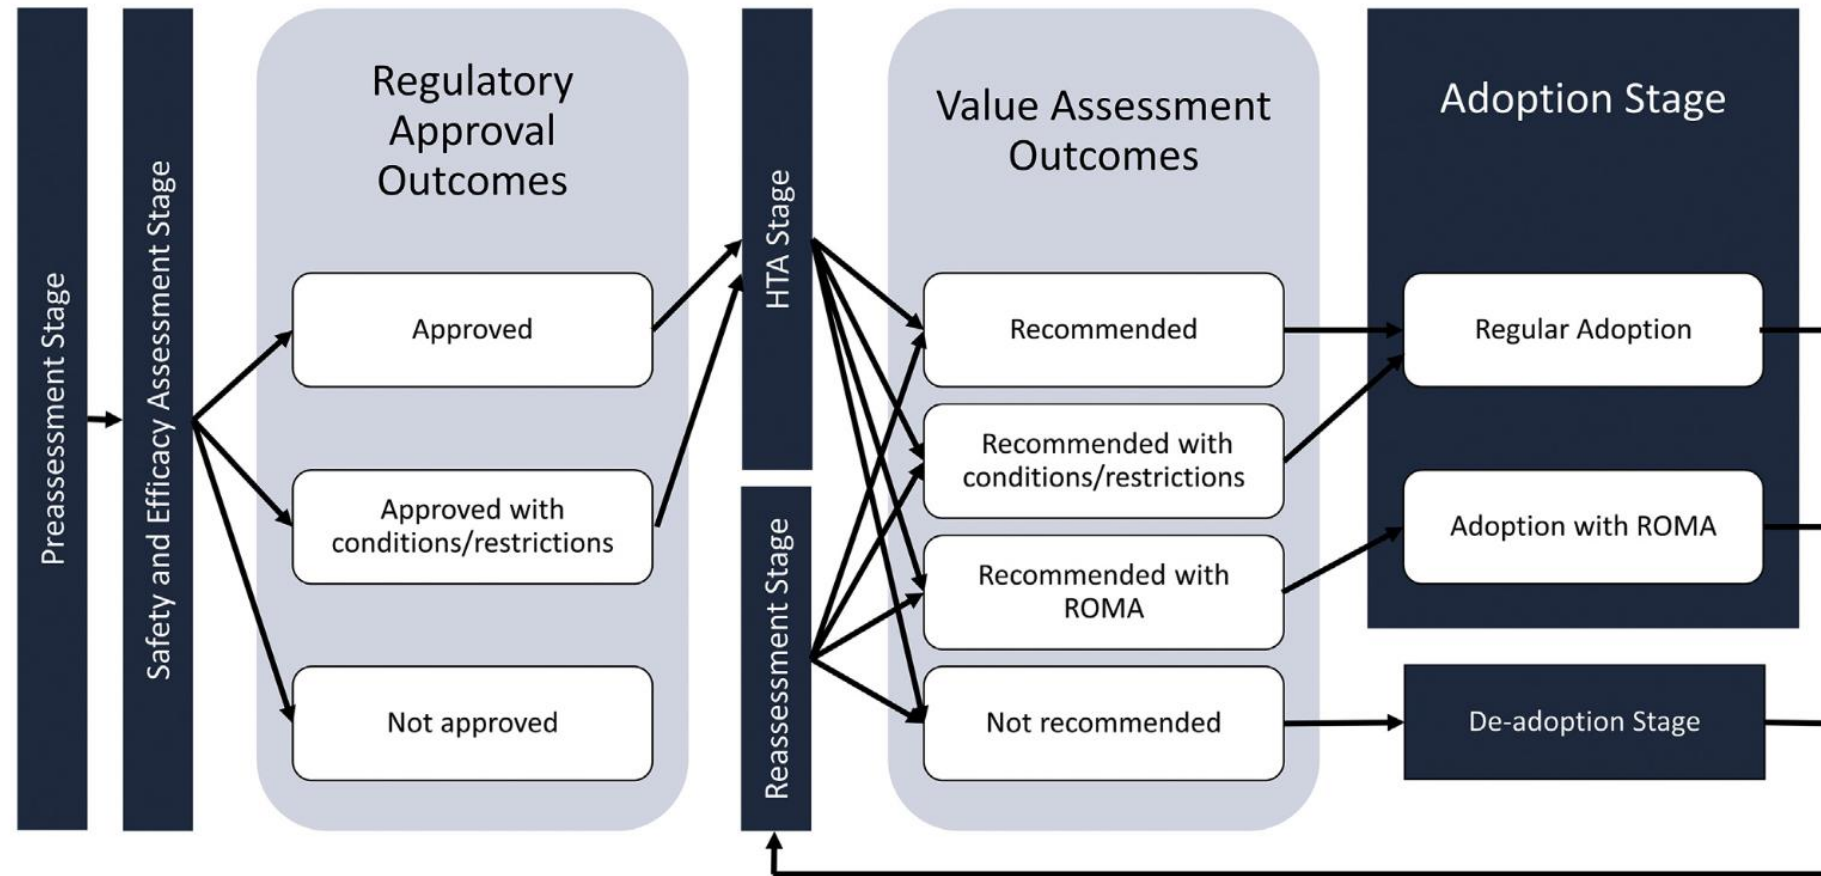 Preassessment Stage
Safety and Efficacy Assessment Stage
Regulatory
Approval
Outcomes
Approved
Approved with
conditions/restrictions
Not approved
HTA Stage
Reassessment Stage
Value Assessment
Outcomes
Recommended
Recommended with
conditions/restrictions
Recommended with
ROMA
Not recommended
Adoption Stage
Regular Adoption
Adoption with ROMA
De-adoption Stage